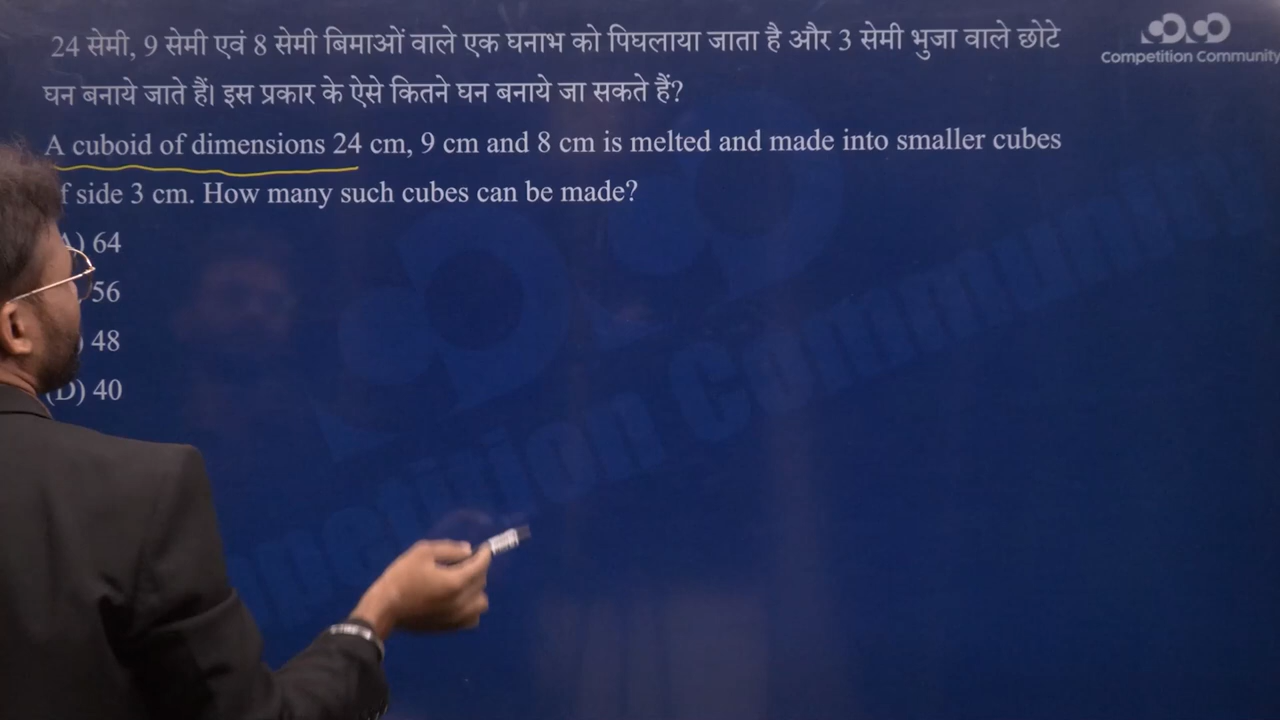 24 सेमी, 9 सेमी एवं 8 सेमी बिमाओं वाले एक घनाभ को पिघलाया जाता है और 3 सेमी भुजा वाले छोटे
घन बनाये जाते हैं। इस प्रकार के ऐसे कितने घन बनाये जा सकते हैं?
Competition Community
A cuboid of dimensions 24 cm, 9 cm and 8 cm is melted and made into smaller cubes
side 3 cm. How many such cubes can be made?
A) 64
56
) 48
(D) 40
Competition Community